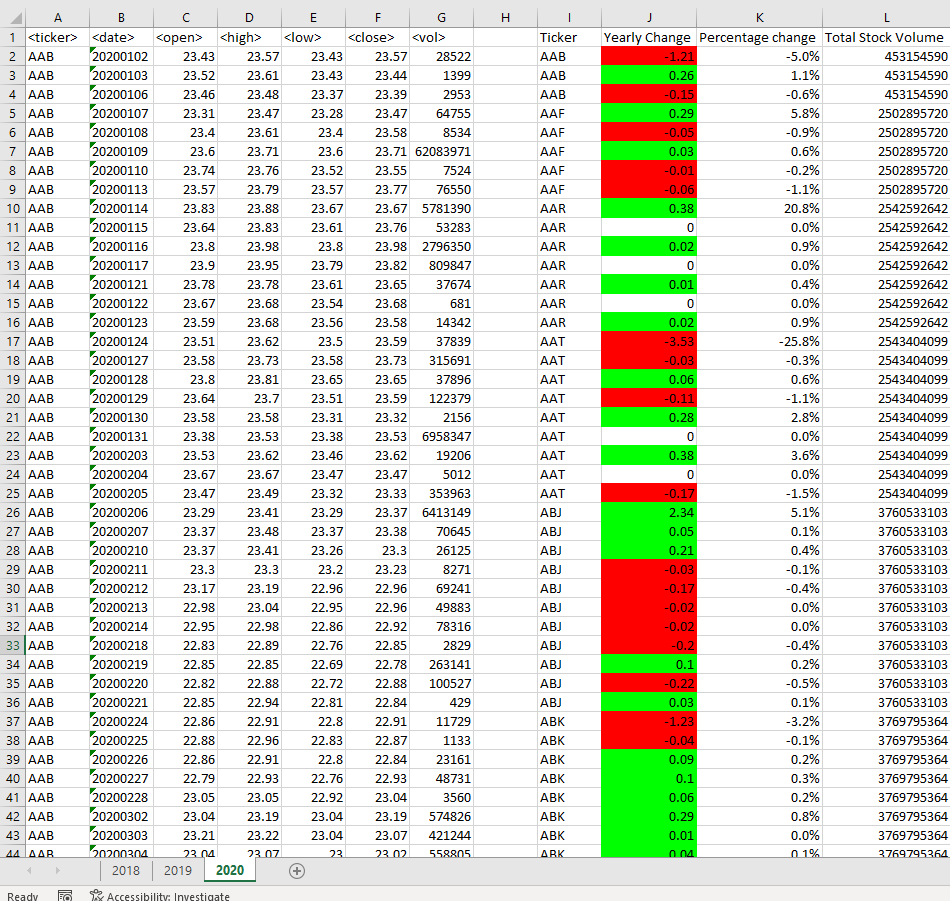 A B C D E F G H I J K L
1 <ticker> <date> <open> <high> <low> <close> <vol> Ticker Yearly Change Percentage change Total Stock Volume
2 AAB 20200102 23.43 23.57 23.43 23.57 28522 AAB -1.21 -5.0% 453154590
3 AAB 20200103 23.52 23.61 23.43 23.44 1399 AAB 0.26 1.1% 453154590
4 AAB 20200106 23.46 23.48 23.37 23.39 2953 AAB -0.15 -0.6% 453154590
5 AAB 20200107 23.31 23.47 23.28 23.47 64755 AAF 0.29 5.8% 2502895720
6 AAB 20200108 23.4 23.61 23.4 23.58 8534 AAF -0.05 -0.9% 2502895720
7 AAB 20200109 23.6 23.71 23.6 23.71 62083971 AAF 0.03 0.6% 2502895720
8 AAB 20200110 23.74 23.76 23.52 23.55 7524 AAF -0.01 -0.2% 2502895720
9 AAB 20200113 23.57 23.79 23.57 23.77 76550 AAF -0.06 -1.1% 2502895720
10 AAB 20200114 23.83 23.88 23.67 23.67 5781390 AAR 0.38 20.8% 2542592642
11 AAB 20200115 23.64 23.83 23.61 23.76 53283 AAR 0 0.0% 2542592642
12 AAB 20200116 23.8 23.98 23.8 23.98 2796350 AAR 0.02 0.9% 2542592642
13 AAB 20200117 23.9 23.95 23.79 23.82 809847 AAR 0 0.0% 2542592642
14 AAB 20200121 23.78 23.78 23.61 23.65 37674 AAR 0.01 0.4% 2542592642
15 AAB 20200122 23.67 23.68 23.54 23.68 681 AAR 0 0.0% 2542592642
16 AAB 20200123 23.59 23.68 23.56 23.58 14342 AAR 0.02 0.9% 2542592642
17 AAB 20200124 23.51 23.62 23.5 23.59 37839 AAT -3.53 -25.8% 2543404099
18 AAB 20200127 23.58 23.73 23.58 23.73 315691 AAT -0.03 -0.3% 2543404099
19 AAB 20200128 23.8 23.81 23.65 23.65 37896 AAT 0.06 0.6% 2543404099
20 AAB 20200129 23.64 23.7 23.51 23.59 122379 AAT -0.11 -1.1% 2543404099
21 AAB 20200130 23.58 23.58 23.31 23.32 2156 AAT 0.28 2.8% 2543404099
22 AAB 20200131 23.38 23.53 23.38 23.53 6958347 AAT 0 0.0% 2543404099
23 AAB 20200203 23.53 23.62 23.46 23.62 19206 AAT 0.38 3.6% 2543404099
24 AAB 20200204 23.67 23.67 23.47 23.47 5012 AAT 0 0.0% 2543404099
25 AAB 20200205 23.47 23.49 23.32 23.33 353963 AAT -0.17 -1.5% 2543404099
26 AAB 20200206 23.29 23.41 23.29 23.37 6413149 ABJ 2.34 5.1% 3760533103
27 AAB 20200207 23.37 23.48 23.37 23.38 70645 ABJ 0.05 0.1% 3760533103
28 AAB 20200210 23.37 23.41 23.26 23.3 26125 ABJ 0.21 0.4% 3760533103
29 AAB 20200211 23.3 23.3 23.2 23.23 8271 ABJ -0.03 -0.1% 3760533103
30 AAB 20200212 23.17 23.19 22.96 22.96 69241 ABJ -0.17 -0.4% 3760533103
31 AAB 20200213 22.98 23.04 22.95 22.96 49883 ABJ -0.02 0.0% 3760533103
32 AAB 20200214 22.95 22.98 22.86 22.92 78316 ABJ -0.02 0.0% 3760533103
33 AAB 20200218 22.83 22.89 22.76 22.85 2829 ABJ -0.2 -0.4% 3760533103
34 AAB 20200219 22.85 22.85 22.69 22.78 263141 ABJ 0.1 0.2% 3760533103
35 AAB 20200220 22.82 22.88 22.72 22.88 100527 ABJ -0.22 -0.5% 3760533103
36 AAB 20200221 22.85 22.94 22.81 22.84 429 ABJ 0.03 0.1% 3760533103
37 AAB 20200224 22.86 22.91 22.8 22.91 11729 ABK -1.23 -3.2% 3769795364
38 AAB 20200225 22.88 22.96 22.83 22.87 1133 ABK -0.04 -0.1% 3769795364
39 AAB 20200226 22.86 22.91 22.8 22.84 23161 ABK 0.09 0.2% 3769795364
40 AAB 20200227 22.79 22.93 22.76 22.93 48731 ABK 0.1 0.3% 3769795364
41 AAB 20200228 23.05 23.05 22.92 23.04 3560 ABK 0.06 0.2% 3769795364
42 AAB 20200302 23.04 23.19 23.04 23.19 574826 ABK 0.29 0.8% 3769795364
43 AAB 20200303 23.21 23.22 23.04 23.07 421244 ABK 0.01 0.0% 3769795364
44 AAB 20200304 23.04 23.07 23 23.02 558805 ABK 0.04 0.1% 3769795364
2018 2019 2020
Ready Accessibility: Investigate